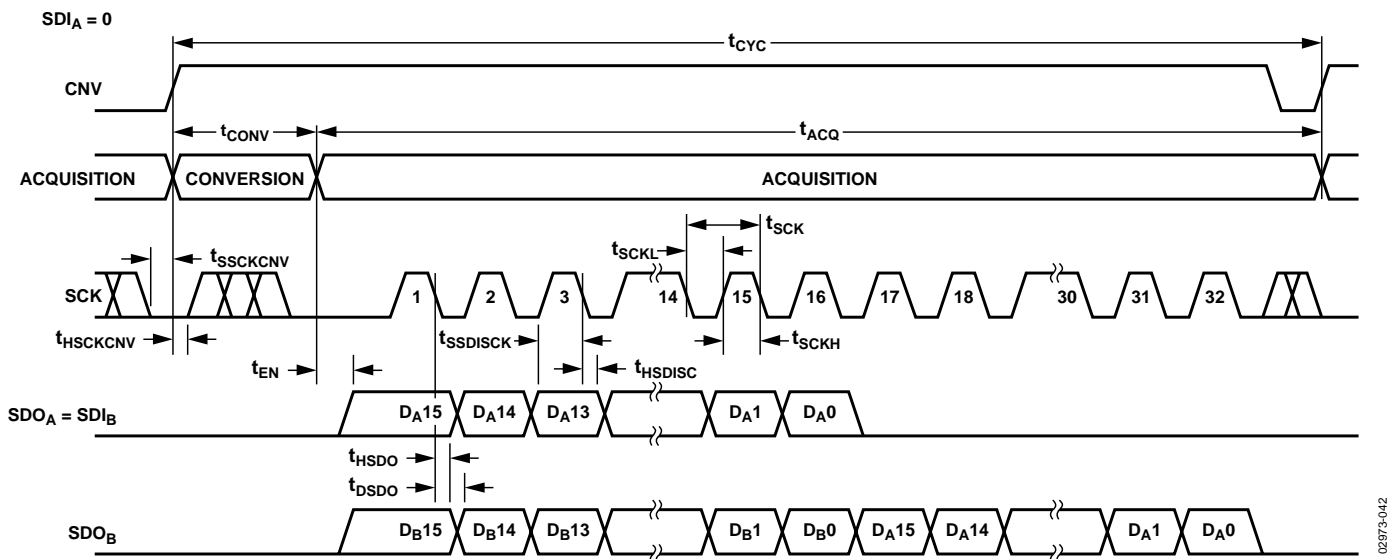 SDIA = 0
tCYC
CNV
tCONV
tACQ
ACQUISITION
CONVERSION
ACQUISITION
tSCK
tSCKL
tSSCKCNV
SCK
1 2 3 14 15 16 17 18 30 31 32
tHSCKCNV
tSSDISCK
tSCKH
tEN
tHSDISC
SDOA = SDIB
DA15 DA14 DA13 DA1 DA0
tHSDO
tDSDO
SDOB
DB15 DB14 DB13 DB1 DB0 DA15 DA14 DA1 DA0
02973-042